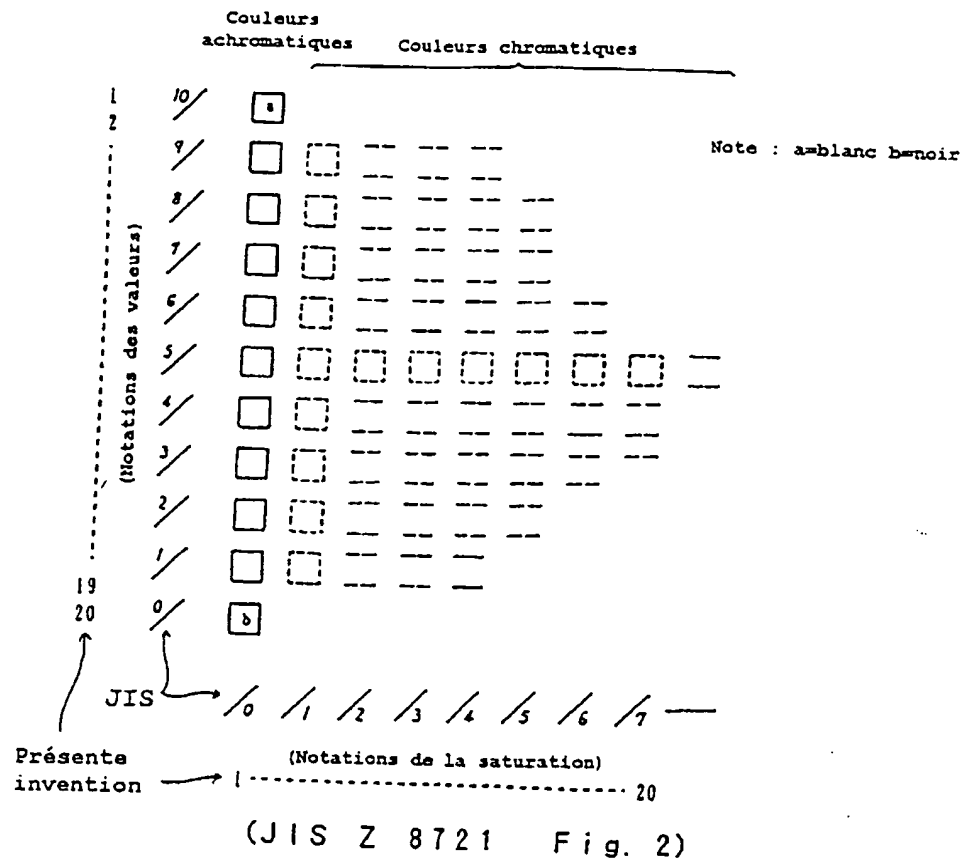 Couleurs
achromatiques Couleurs chromatiques
1 10/ a
2
9/ Note : a=blanc b=noir
8/
7/
6/
5/
4/
3/
2/
1/
(Notations des valeurs)
19
20 0/ b
JIS /0 /1 /2 /3 /4 /5 /6 /7
Présente
invention
(Notations de la saturation)
1 20
(JIS Z 8721 Fig. 2)